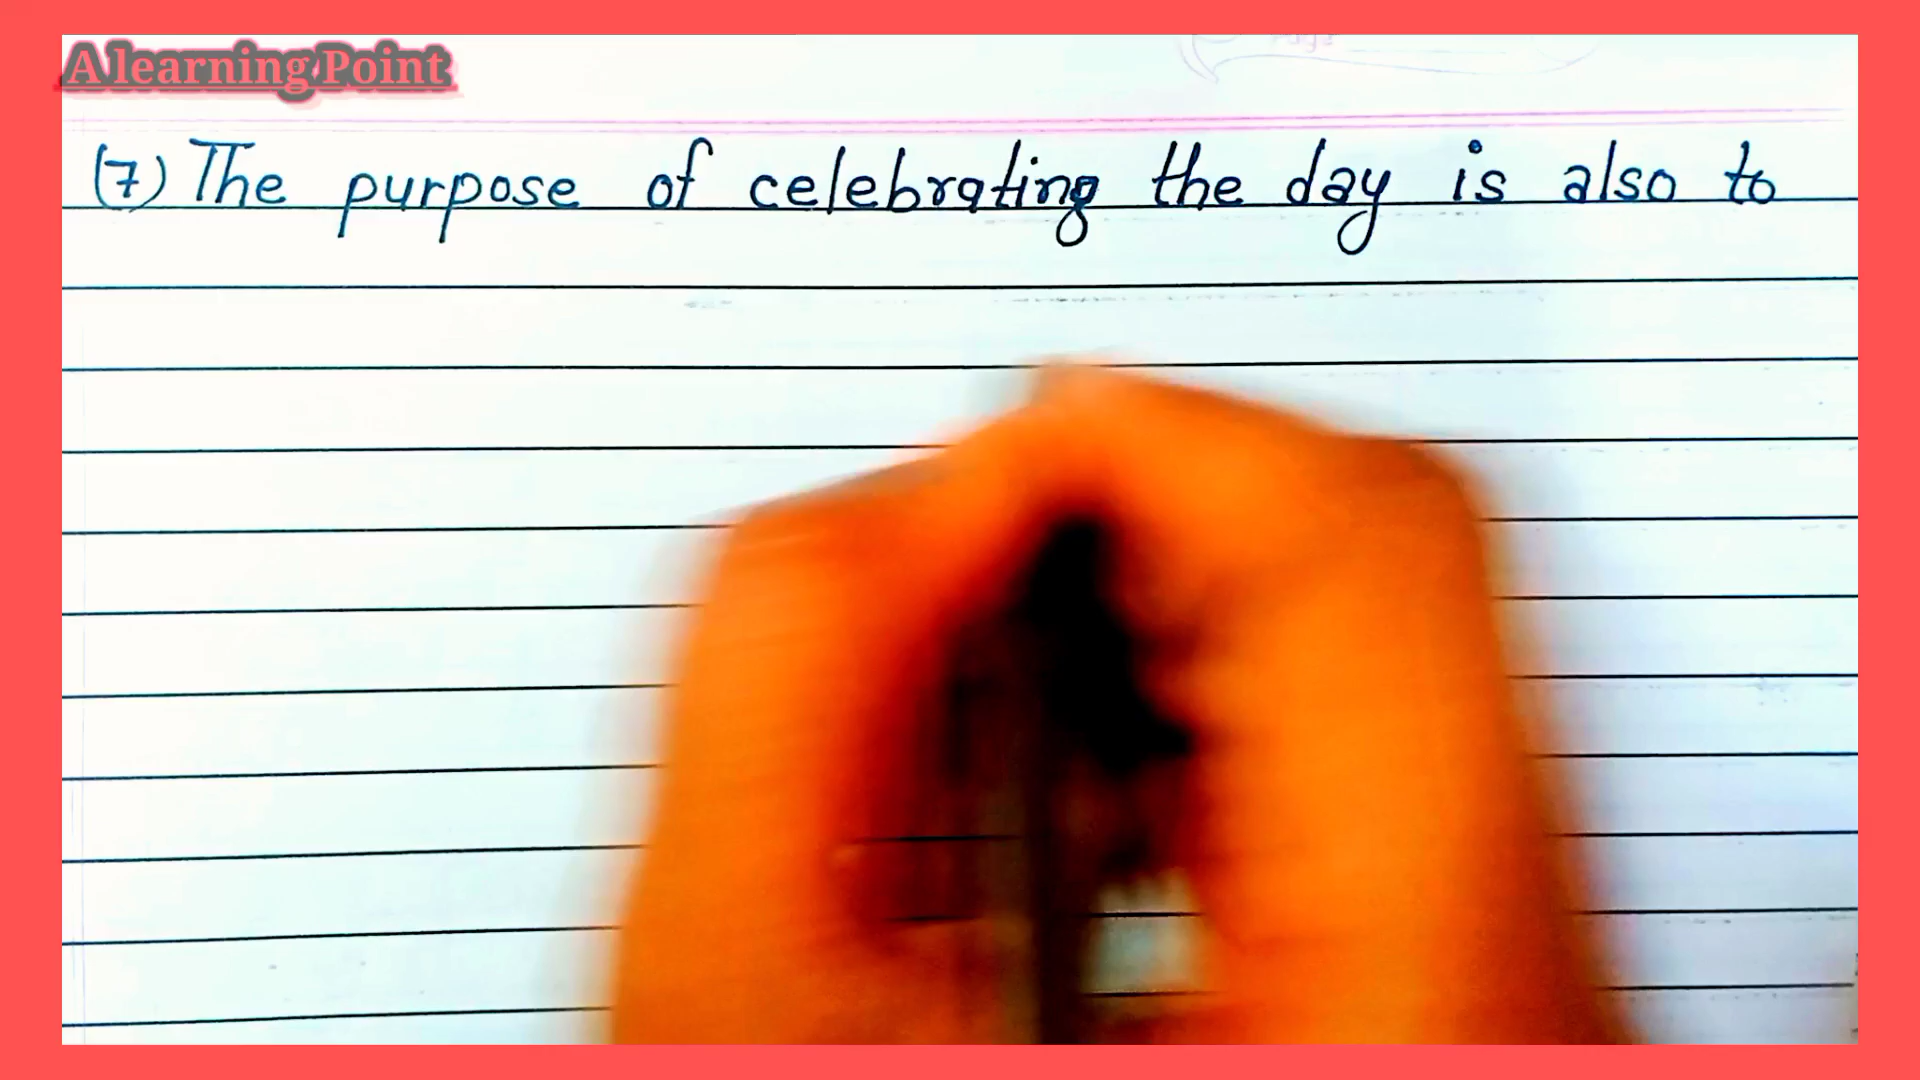 A learning Point
(7) The purpose of celebrating the day is also to